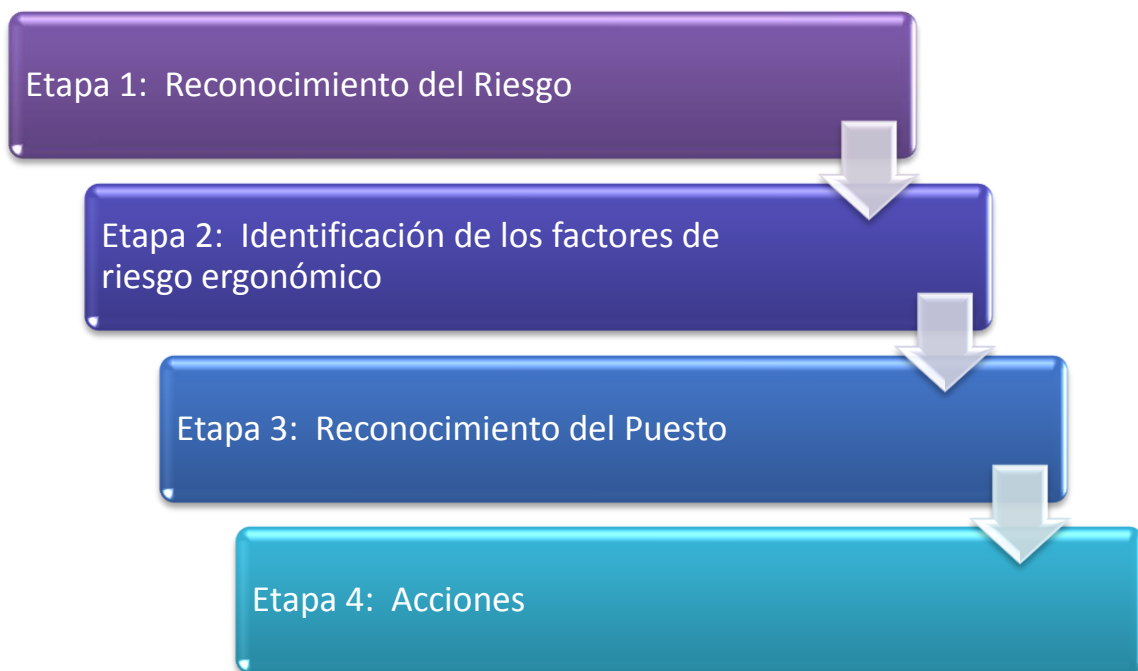 Etapa 1:  Reconocimiento del Riesgo
Etapa 2:  Identificación de los factores de
riesgo ergonómico
Etapa 3:  Reconocimiento del Puesto
Etapa 4:  Acciones